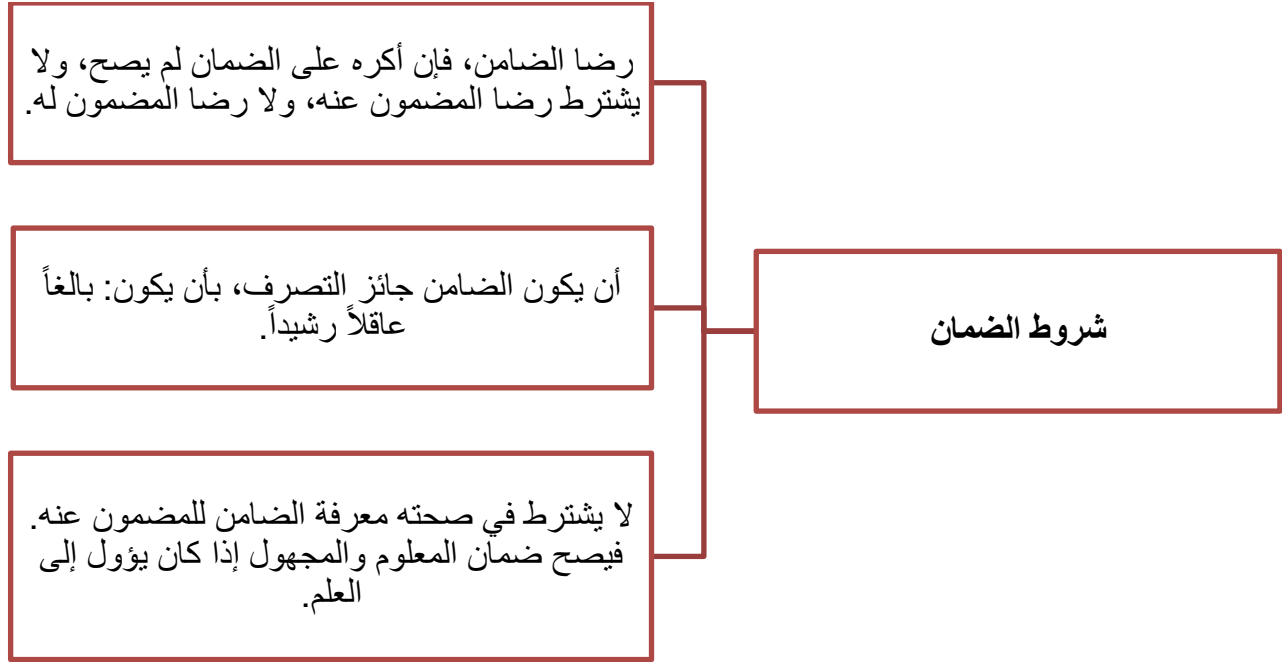 شروط الضمان
رضا الضامن، فإن أكره على الضمان لم يصح، ولا
يشترط رضا المضمون عنه، ولا رضا المضمون له.
أن يكون الضامن جائز التصرف، بأن يكون: بالغاً
عاقلاً رشيداً.
لا يشترط في صحته معرفة الضامن للمضمون عنه.
فيصح ضمان المعلوم والمجهول إذا كان يؤول إلى
العلم.